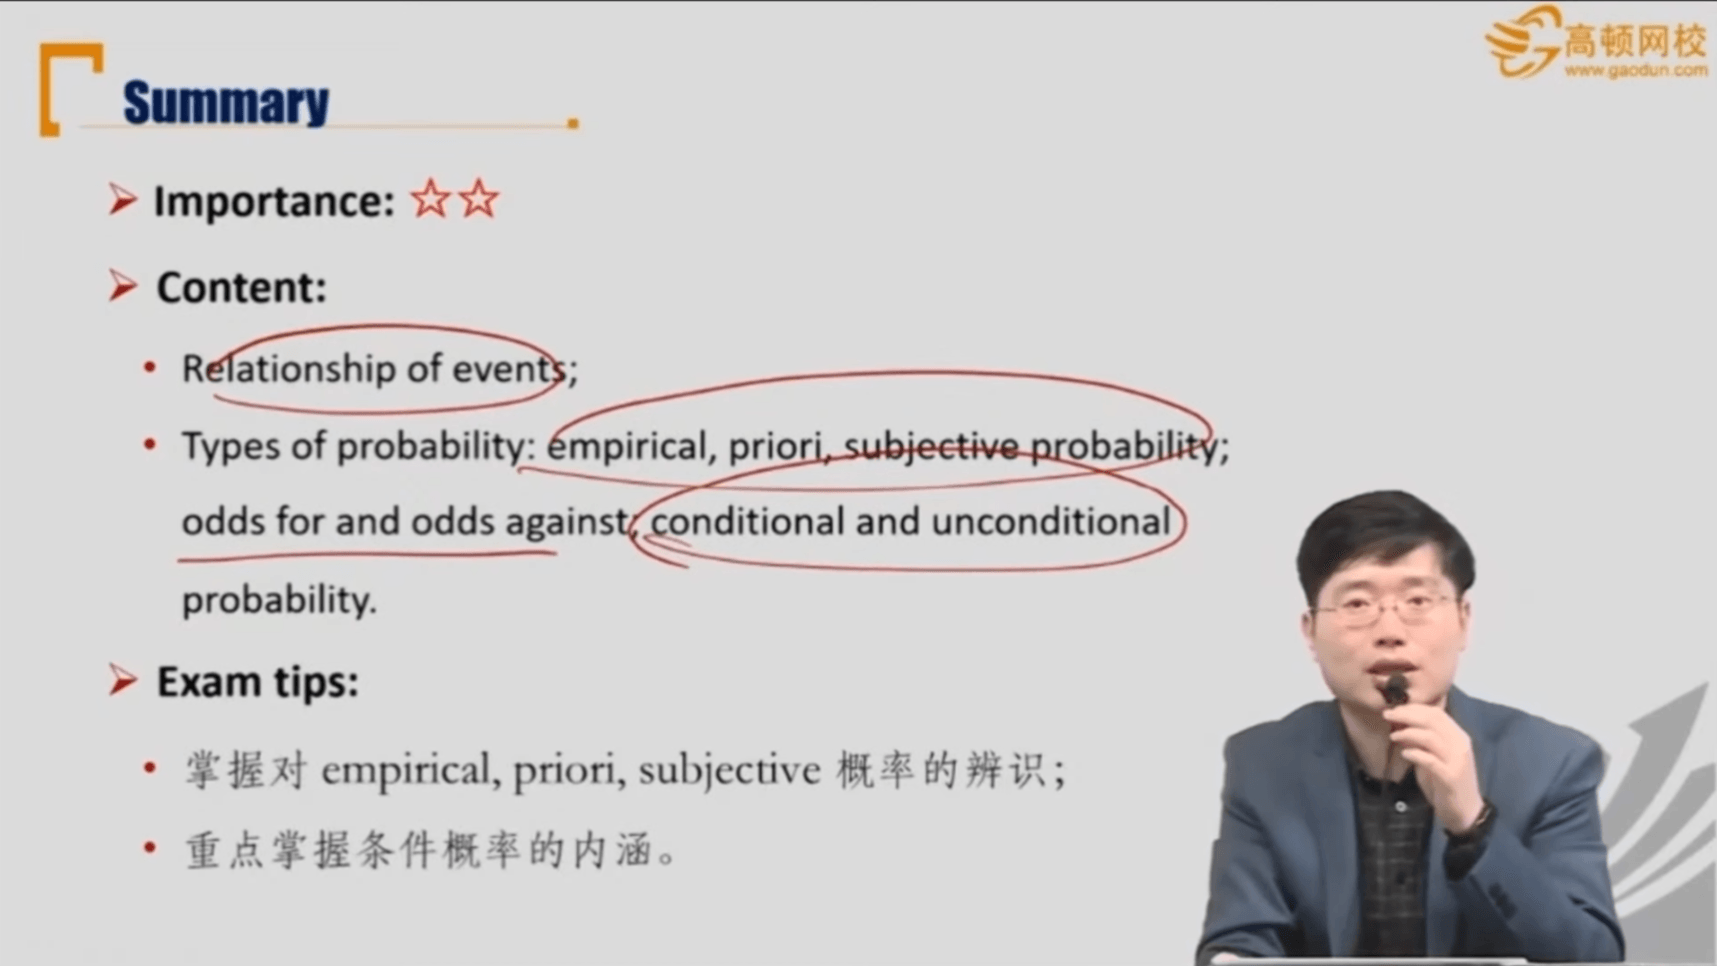 高顿网校
www.gaodun.com
Summary
Importance: ☆☆
Content:
Relationship of events;
Types of probability: empirical, priori, subjective probability;
odds for and odds against; conditional and unconditional
probability.
Exam tips:
掌握对 empirical, priori, subjective 概率的辨识；
重点掌握条件概率的内涵。